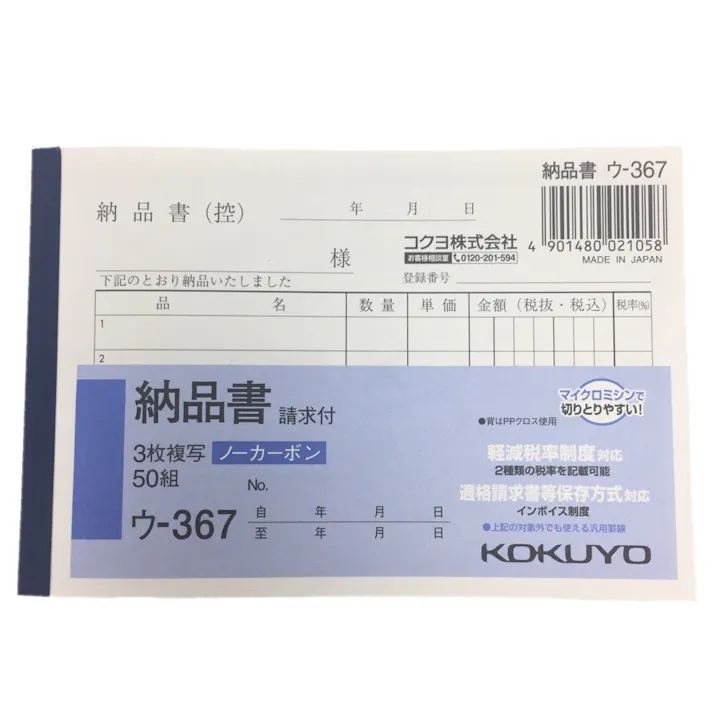 納品書 ウ-367
納品書(控)
年 月 日
コクヨ株式会社
お客様相談室 0120-201-594
4 901480 021058
MADE IN JAPAN
様
下記のとおり納品いたしました
登録番号
品 名 数量 単価 金額(税抜・税込) 税率(%)
1
2
納品書 請求付
3枚複写 ノーカーボン
50組
ウ-367
No.
自 年 月 日
至 年 月 日
マイクロミシンで
切りとりやすい!
●背はPPクロス使用
軽減税率制度対応
2種類の税率を記載可能
適格請求書等保存方式対応
インボイス制度
●上記の対象外でも使える汎用罫線
KOKUYO